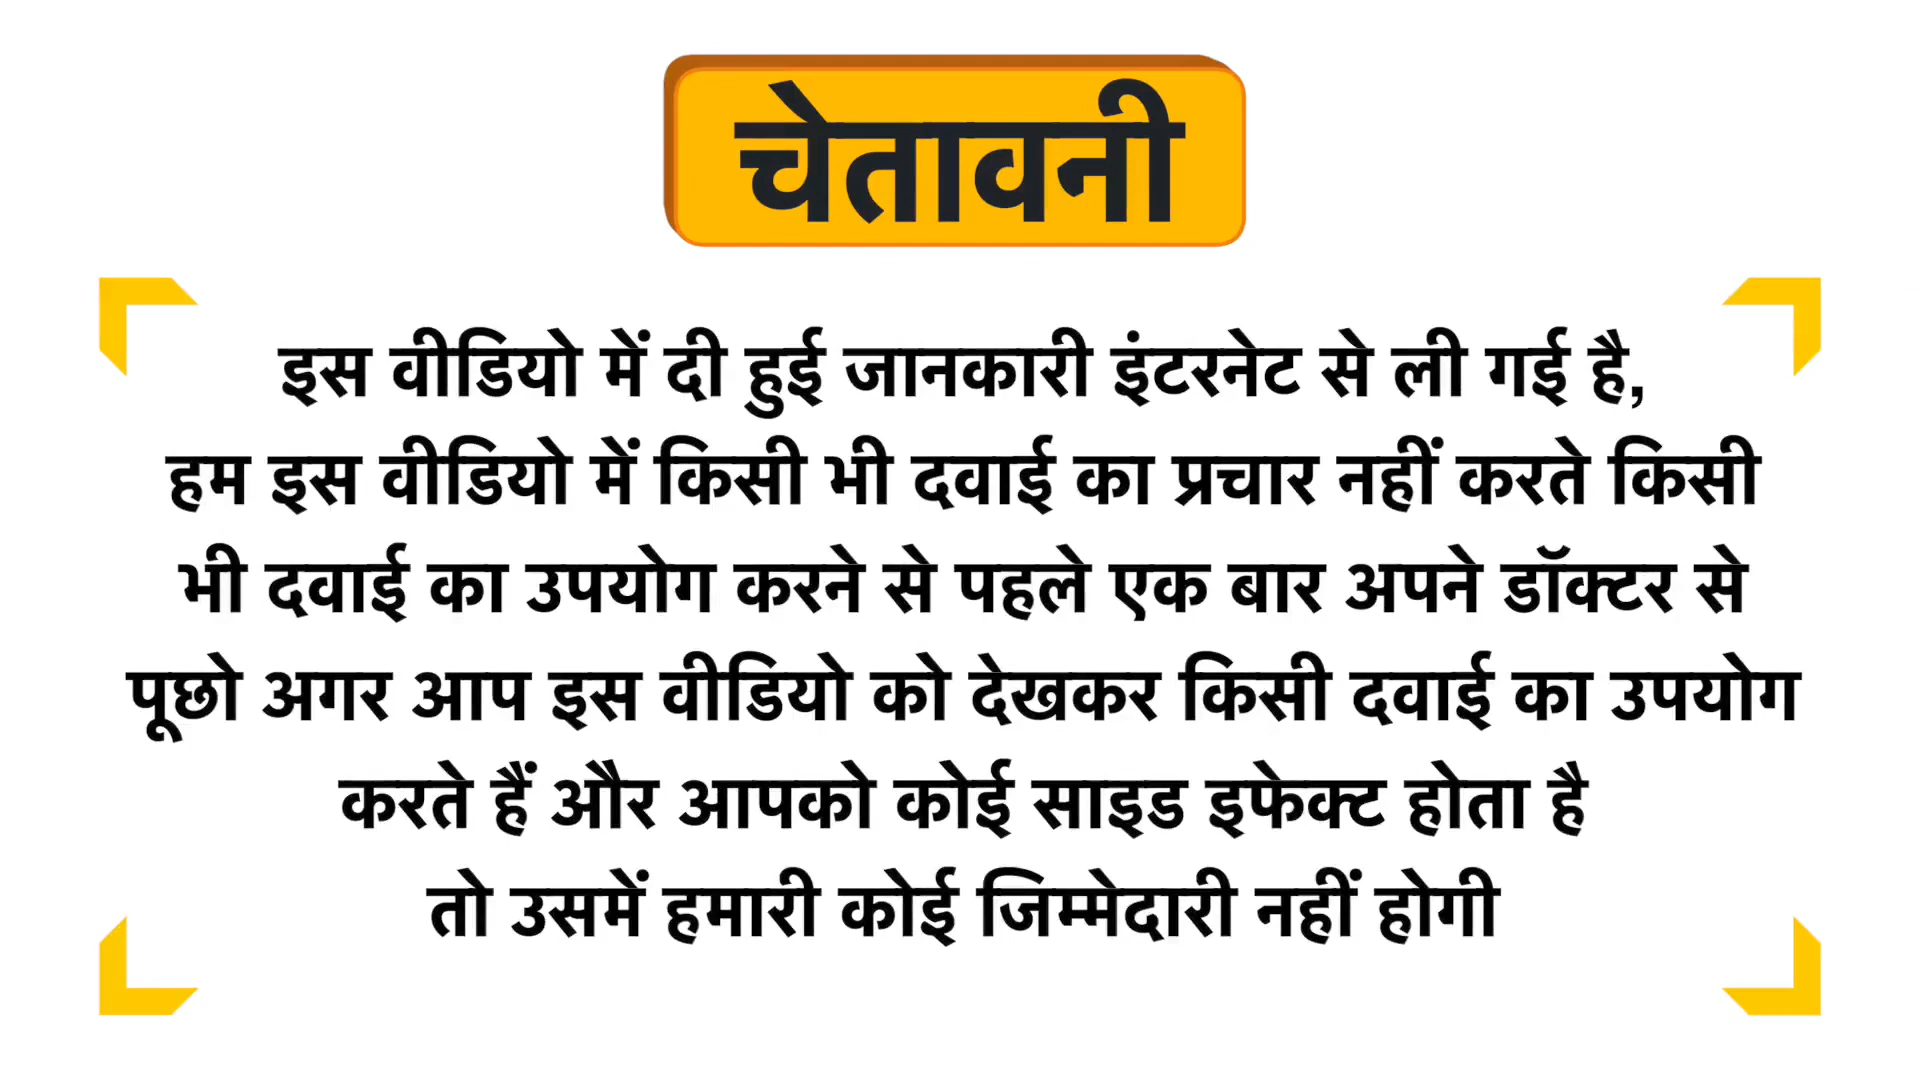 चेतावनी
इस वीडियो में दी हुई जानकारी इंटरनेट से ली गई है,
हम इस वीडियो में किसी भी दवाई का प्रचार नहीं करते किसी
भी दवाई का उपयोग करने से पहले एक बार अपने डॉक्टर से
पूछो अगर आप इस वीडियो को देखकर किसी दवाई का उपयोग
करते हैं और आपको कोई साइड इफेक्ट होता है
तो उसमें हमारी कोई जिम्मेदारी नहीं होगी